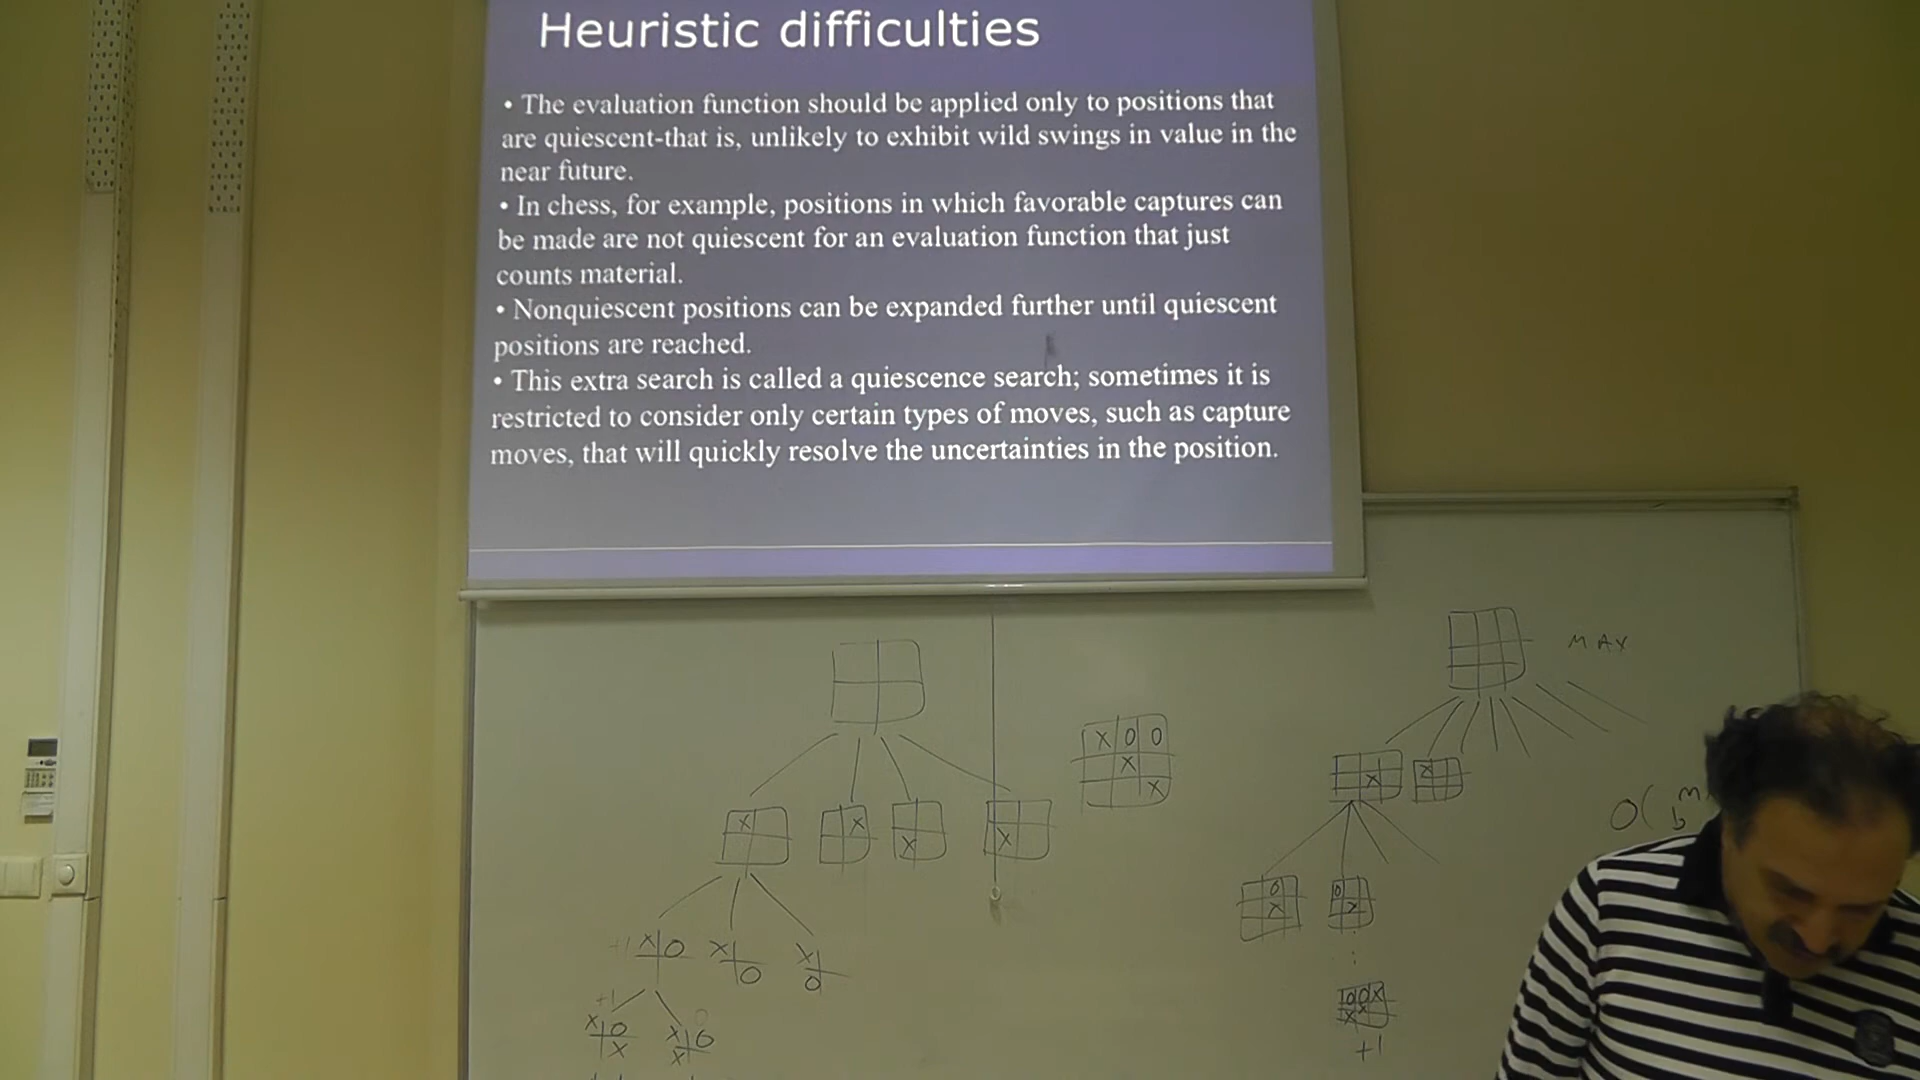 Heuristic difficulties
• The evaluation function should be applied only to positions that
are quiescent-that is, unlikely to exhibit wild swings in value in the
near future.
• In chess, for example, positions in which favorable captures can
be made are not quiescent for an evaluation function that just
counts material.
• Nonquiescent positions can be expanded further until quiescent
positions are reached.
• This extra search is called a quiescence search; sometimes it is
restricted to consider only certain types of moves, such as capture
moves, that will quickly resolve the uncertainties in the position.
MAX
X O O
X
X
X
X
X
X
X
X
O( b m
O
X
O
X
+1 X O
X O
X O
+1
O
X O X
X O X
+1